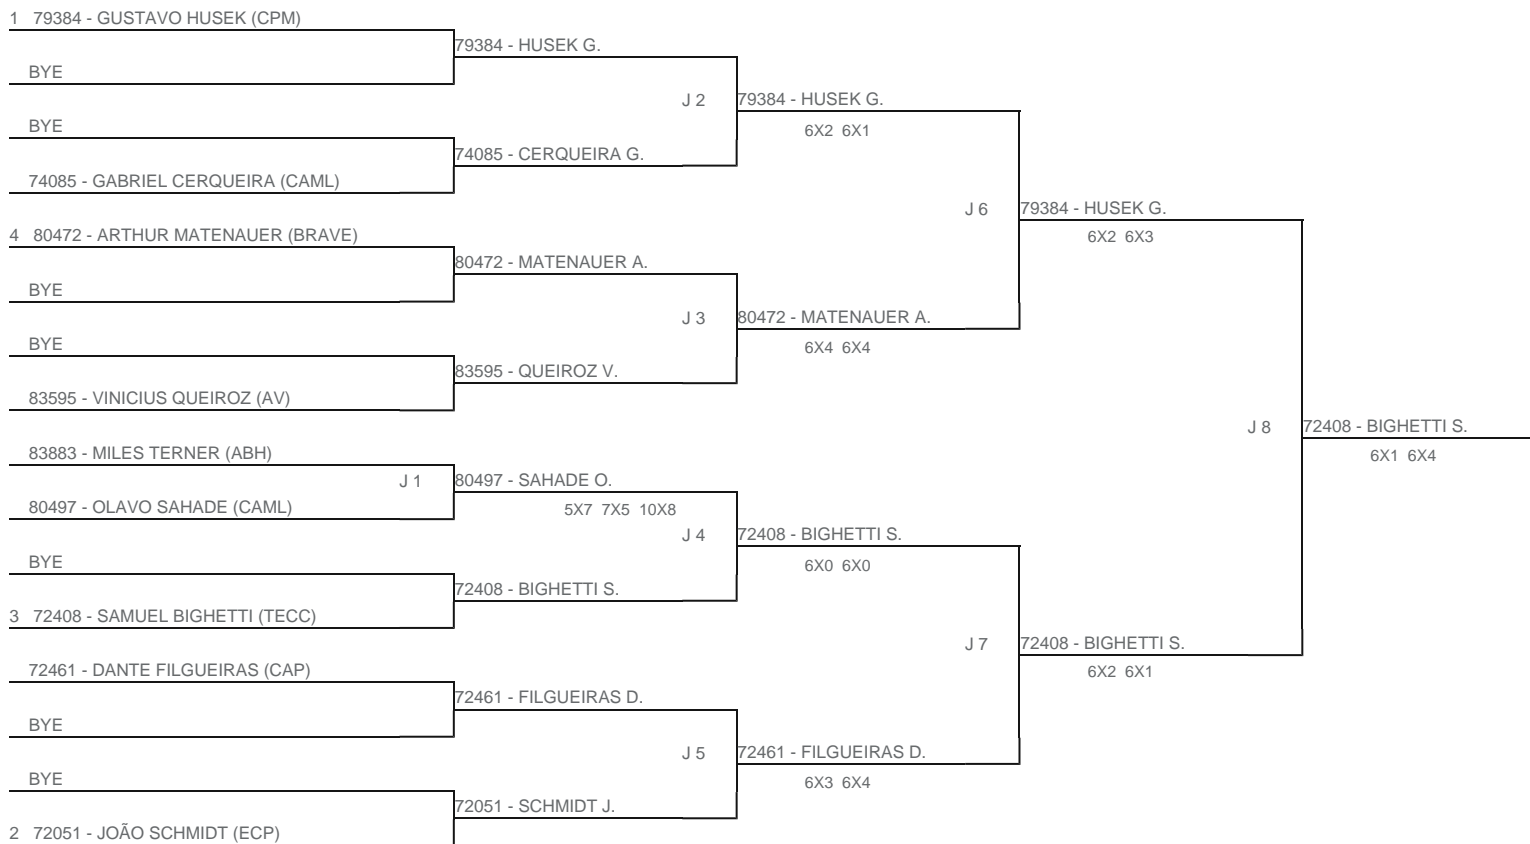 1 79384 - GUSTAVO HUSEK (CPM)
79384 - HUSEK G.
BYE
J 2
79384 - HUSEK G.
BYE
6X2 6X1
74085 - CERQUEIRA G.
74085 - GABRIEL CERQUEIRA (CAML)
J 6
79384 - HUSEK G.
4 80472 - ARTHUR MATENAUER (BRAVE)
6X2 6X3
80472 - MATENAUER A.
BYE
J 3
80472 - MATENAUER A.
BYE
6X4 6X4
83595 - QUEIROZ V.
83595 - VINICIUS QUEIROZ (AV)
J 8
72408 - BIGHETTI S.
83883 - MILES TERNER (ABH)
6X1 6X4
J 1
80497 - SAHADE O.
80497 - OLAVO SAHADE (CAML)
5X7 7X5 10X8
J 4
72408 - BIGHETTI S.
BYE
6X0 6X0
72408 - BIGHETTI S.
3 72408 - SAMUEL BIGHETTI (TECC)
J 7
72408 - BIGHETTI S.
72461 - DANTE FILGUEIRAS (CAP)
6X2 6X1
72461 - FILGUEIRAS D.
BYE
J 5
72461 - FILGUEIRAS D.
BYE
6X3 6X4
72051 - SCHMIDT J.
2 72051 - JOÃO SCHMIDT (ECP)